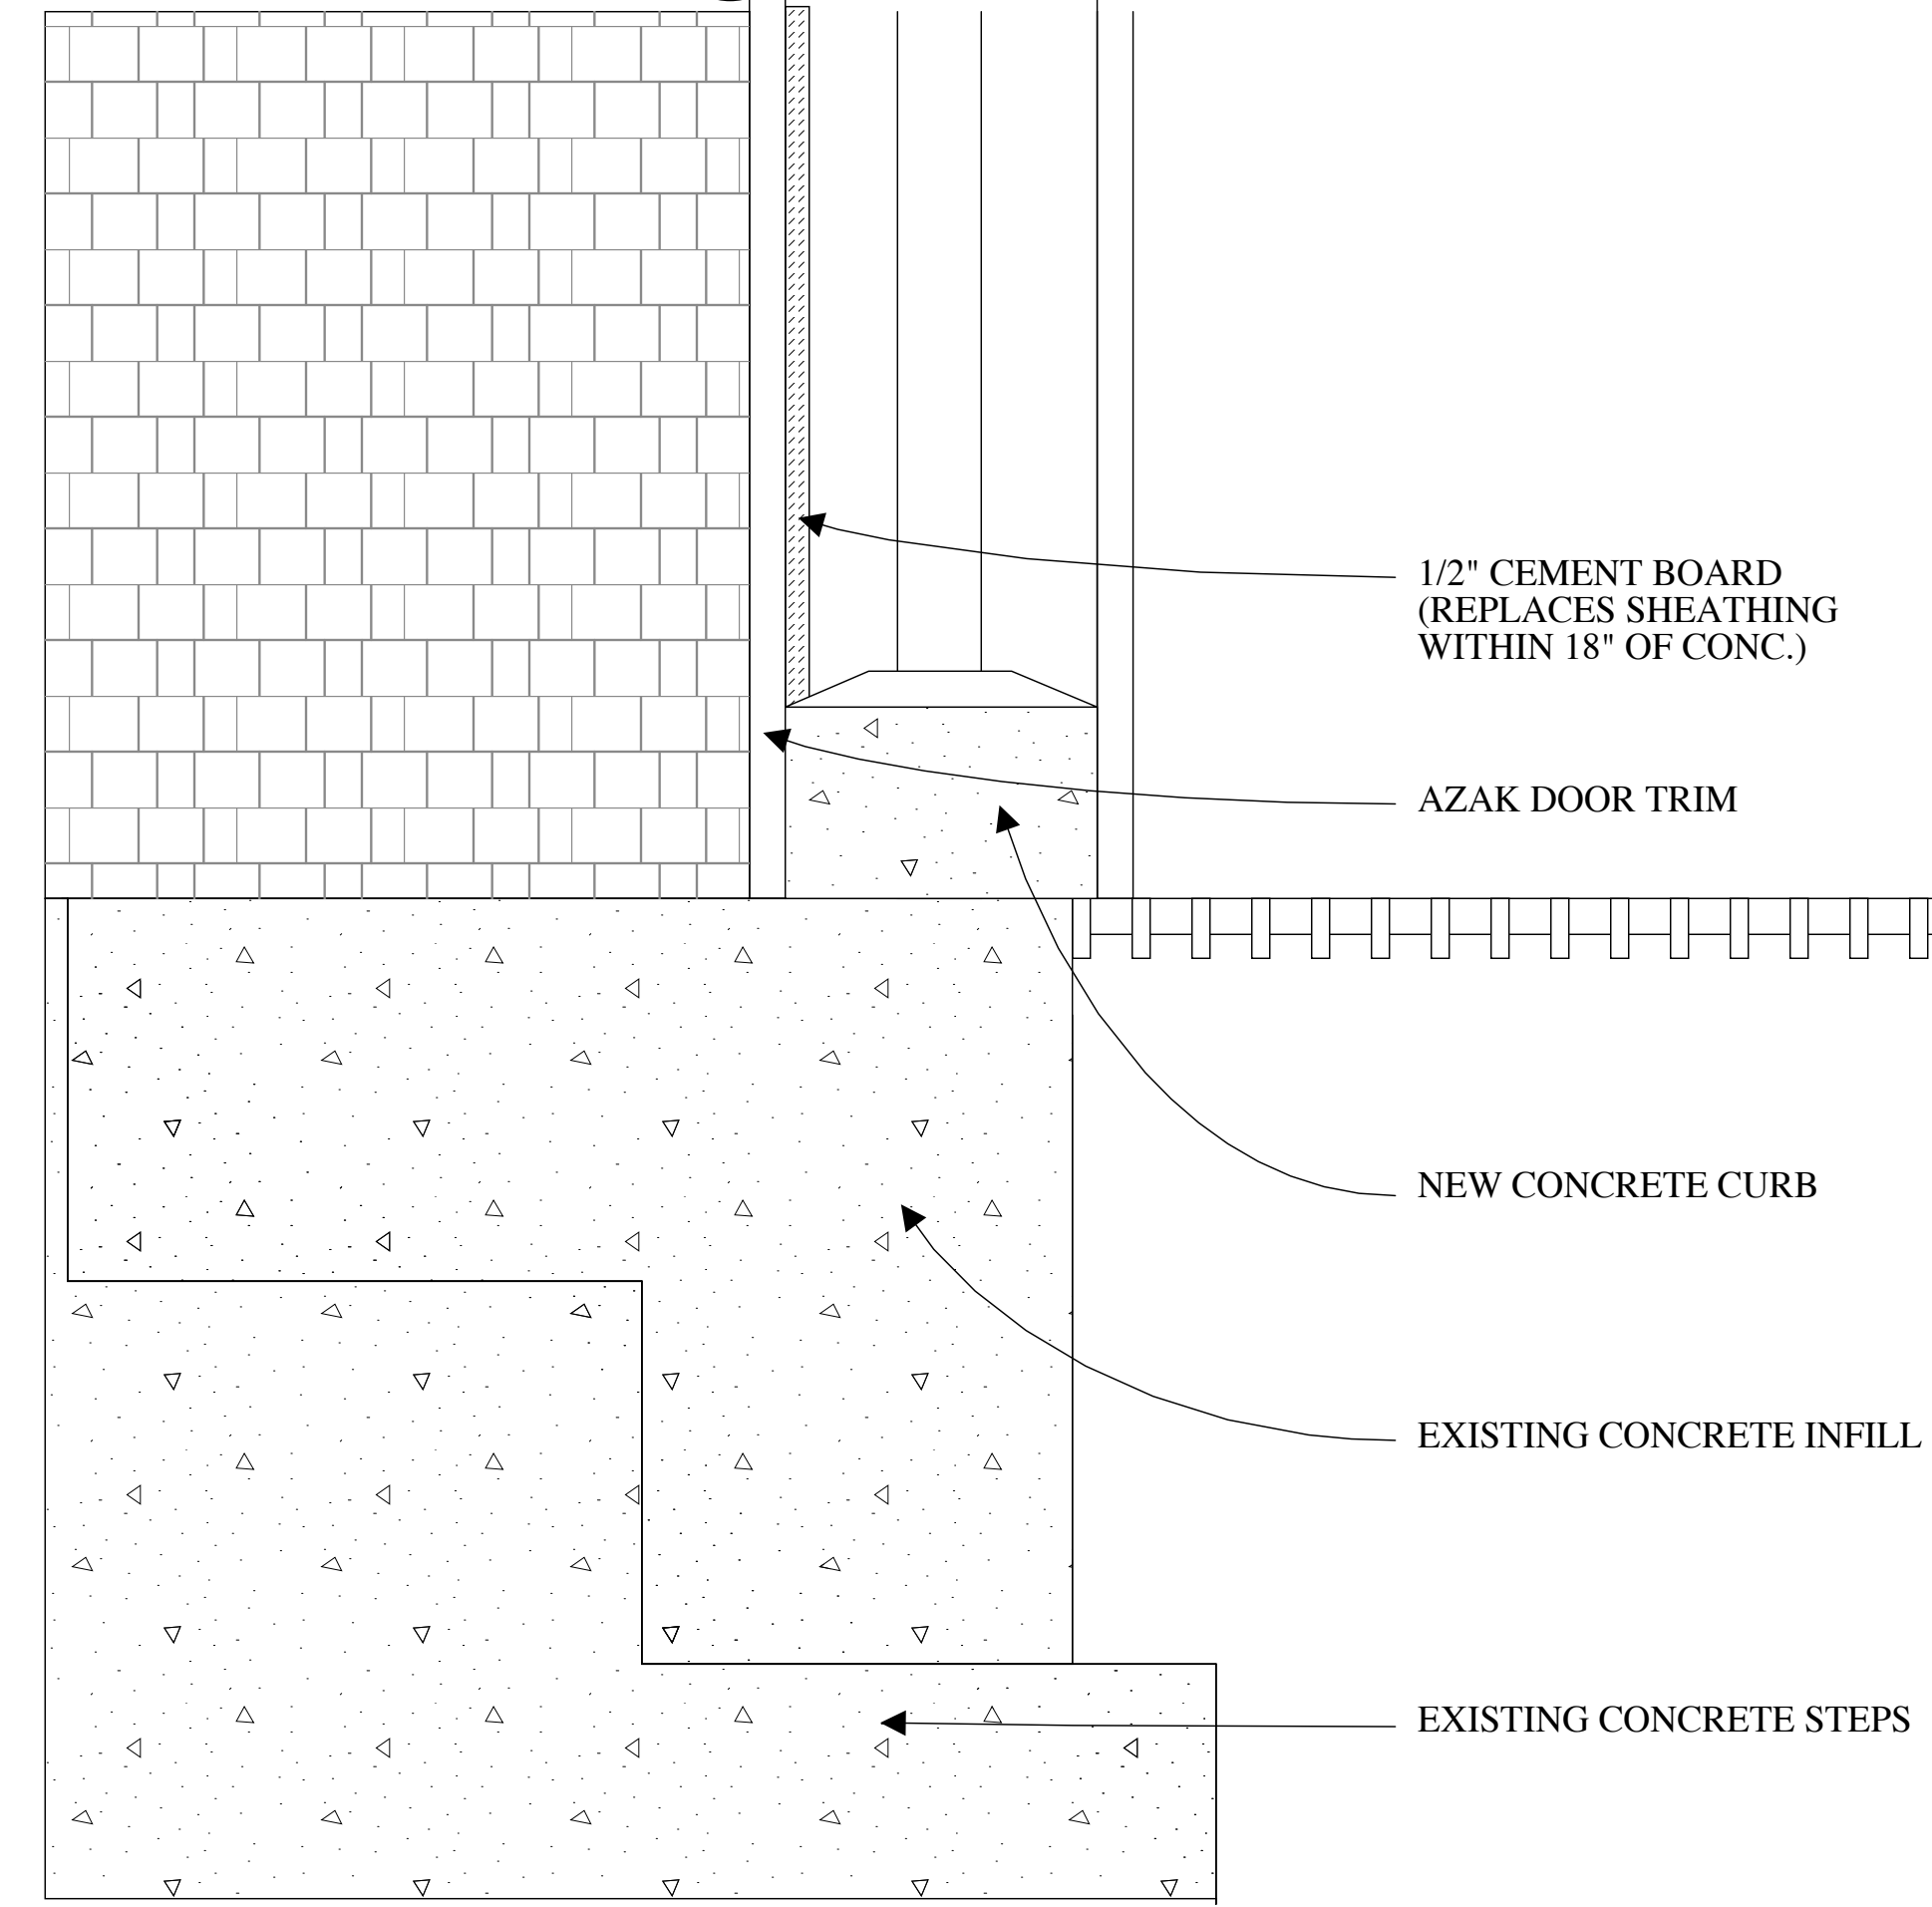 1/2" CEMENT BOARD
(REPLACES SHEATHING
WITHIN 18" OF CONC.)
AZAK DOOR TRIM
NEW CONCRETE CURB
EXISTING CONCRETE INFILL
EXISTING CONCRETE STEPS